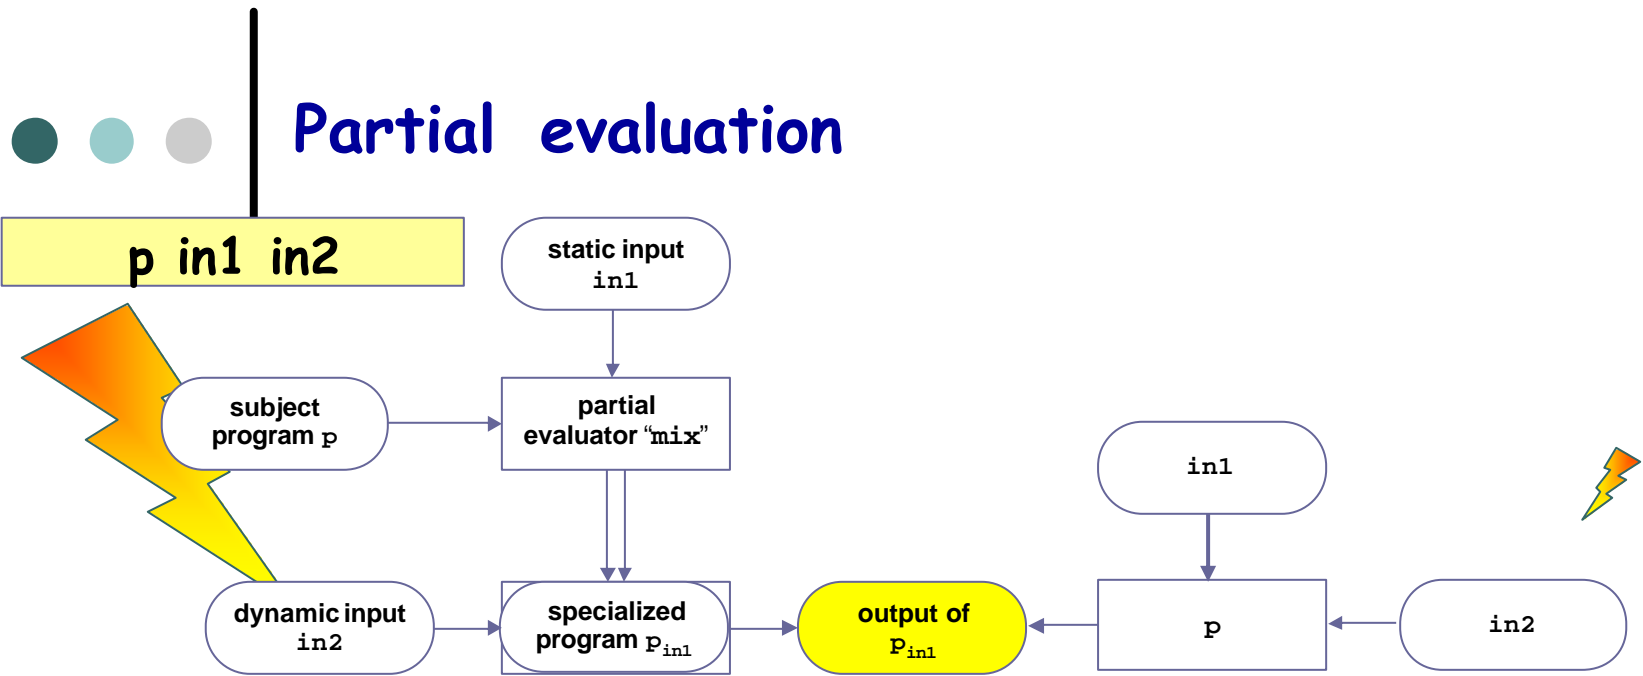 Partial evaluation
p in1 in2
static input
in1
subject
program p
partial
evaluator “mix”
in1
dynamic input
in2
specialized
program pin1
output of
pin1
p
in2